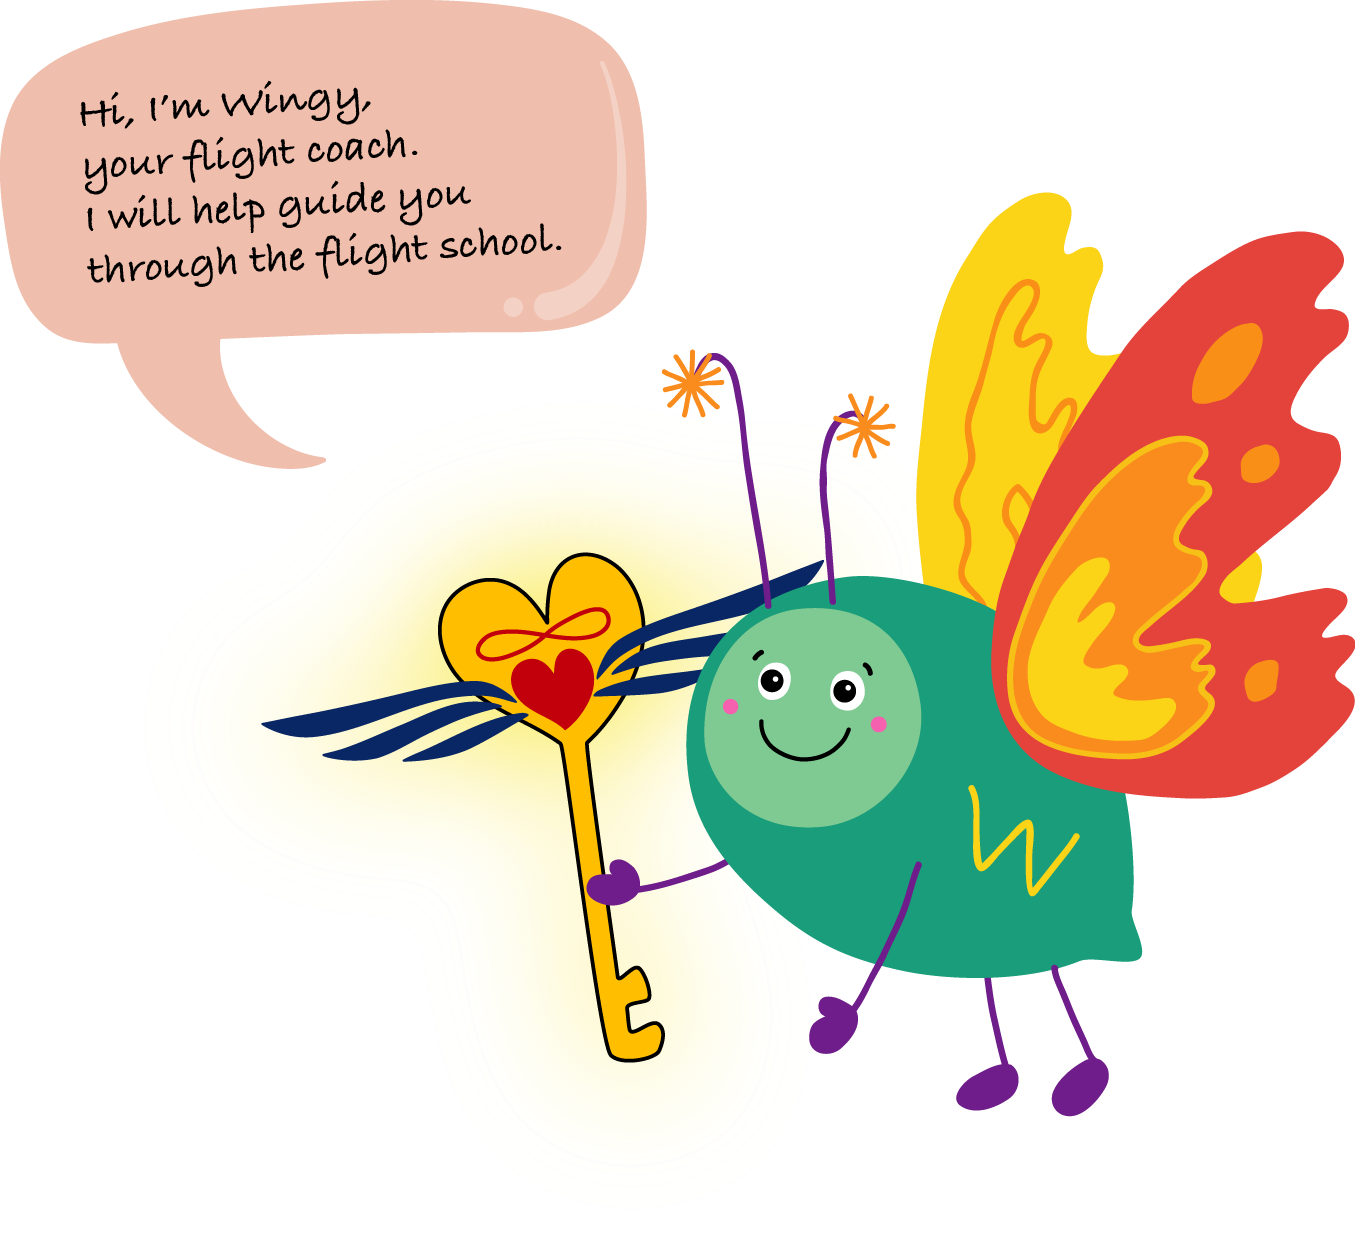 Hi, I'm Wingy,
your flight coach.
I will help guide you
through the flight school.
W